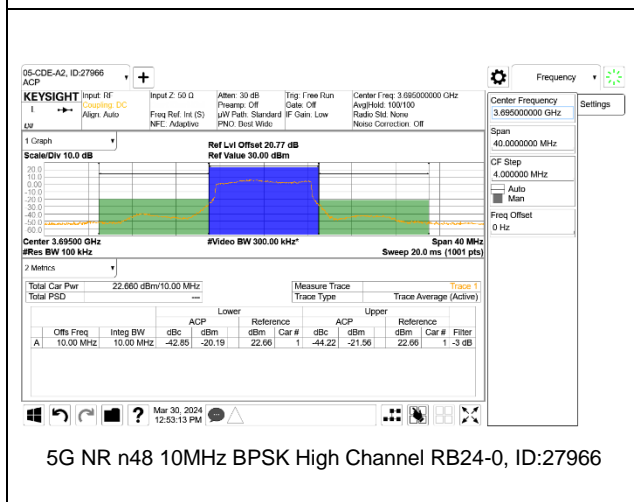 05-CDE-A2, ID:27966
ACP
Frequency
KEYSIGHT Input: RF Input Z: 50 Ω Atten: 30 dB Trig: Free Run Center Freq: 3.695000000 GHz
Coupling: DC Preamp: Off Gate: Off Avg|Hold: 100/100
Align: Auto Freq Ref: Int (S) µW Path: Standard IF Gain: Low Radio Std: None
NFE: Adaptive PNO: Best Wide Noise Correction: Off
Center Frequency
3.695000000 GHz
Settings
Span
40.0000000 MHz
CF Step
4.000000 MHz
Auto
Man
Freq Offset
0 Hz
1 Graph
Ref Lvl Offset 20.77 dB
Scale/Div 10.0 dB Ref Value 30.00 dBm
20.0
10.0
0.00
-10.0
-20.0
-30.0
-40.0
-50.0
-60.0
Center 3.69500 GHz #Video BW 300.00 kHz* Span 40 MHz
#Res BW 100 kHz Sweep 20.0 ms (1001 pts)
2 Metrics
Total Car Pwr 22.660 dBm/10.00 MHz Measure Trace Trace 1
Total PSD --- Trace Type Trace Average (Active)
Lower Upper
ACP Reference ACP Reference
Offs Freq Integ BW dBc dBm dBm Car # dBc dBm dBm Car # Filter
A 10.00 MHz 10.00 MHz -42.85 -20.19 22.66 1 -44.22 -21.56 22.66 1 -3 dB
Mar 30, 2024
12:53:13 PM
5G NR n48 10MHz BPSK High Channel RB24-0, ID:27966